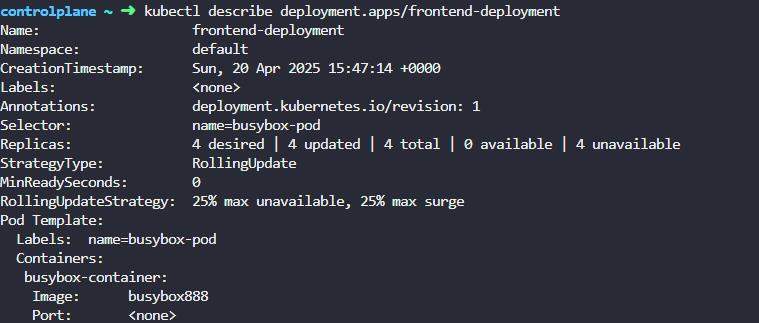 controlplane ~ ➜ kubectl describe deployment.apps/frontend-deployment
Name:                   frontend-deployment
Namespace:              default
CreationTimestamp:      Sun, 20 Apr 2025 15:47:14 +0000
Labels:                 <none>
Annotations:            deployment.kubernetes.io/revision: 1
Selector:               name=busybox-pod
Replicas:               4 desired | 4 updated | 4 total | 0 available | 4 unavailable
StrategyType:           RollingUpdate
MinReadySeconds:        0
RollingUpdateStrategy:  25% max unavailable, 25% max surge
Pod Template:
  Labels:  name=busybox-pod
  Containers:
   busybox-container:
    Image:      busybox888
    Port:       <none>